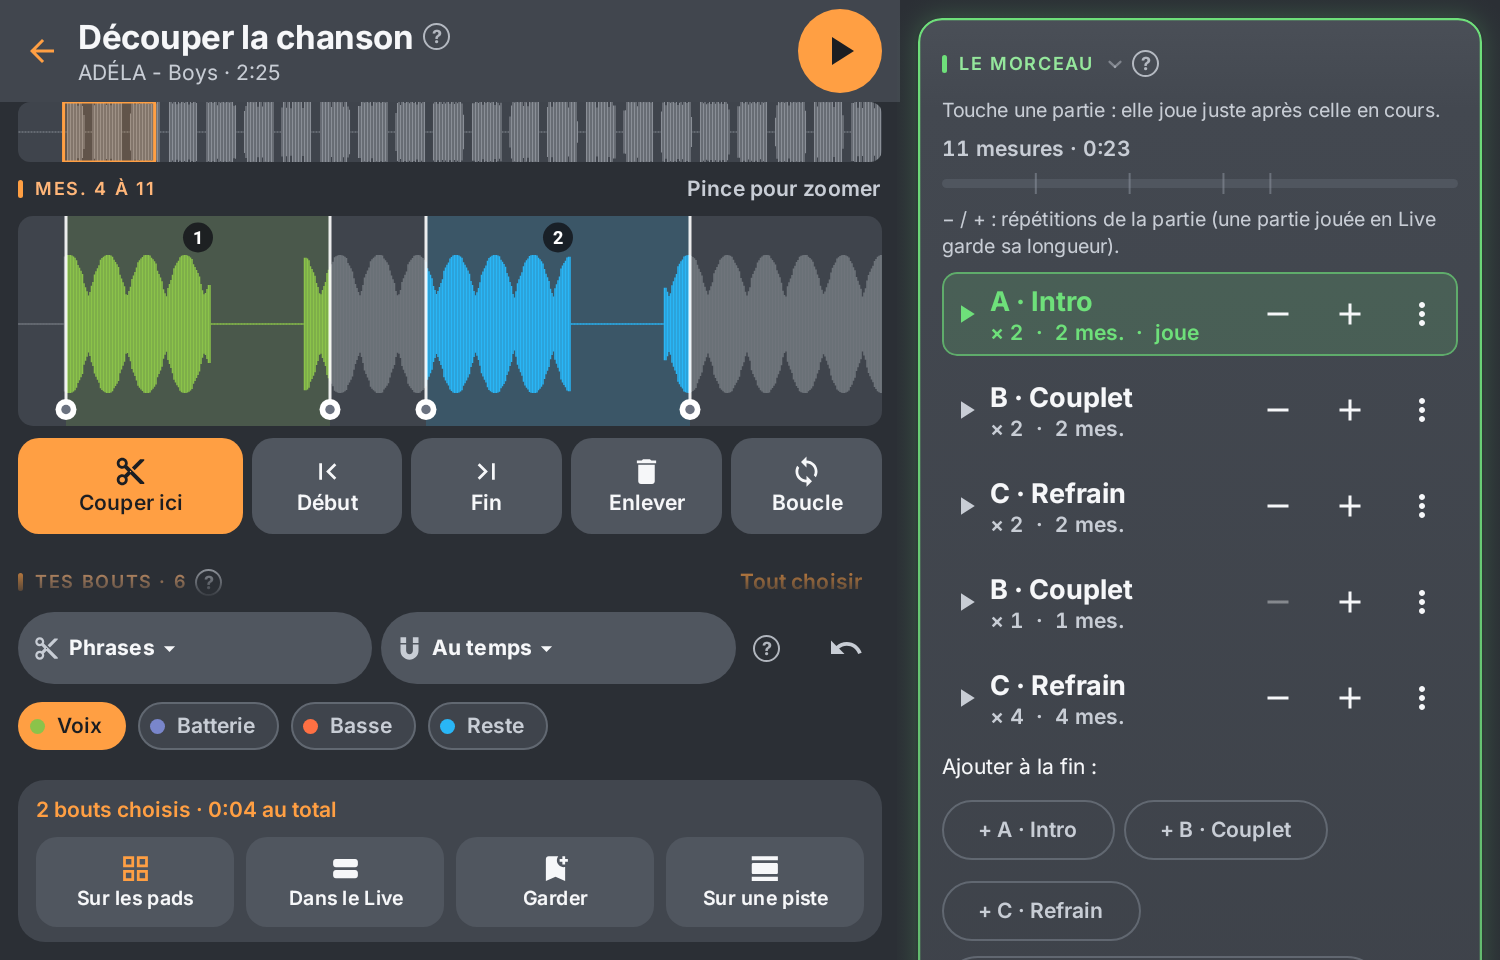 Découper la chanson ?
ADÉLA - Boys · 2:25
MES. 4 À 11
Pince pour zoomer
1
2
Couper ici
Début
Fin
Enlever
Boucle
TES BOUTS · 6 ?
Tout choisir
Phrases
Au temps
?
Voix
Batterie
Basse
Reste
2 bouts choisis · 0:04 au total
Sur les pads
Dans le Live
Garder
Sur une piste
LE MORCEAU ?
Touche une partie : elle joue juste après celle en cours.
11 mesures · 0:23
− / + : répétitions de la partie (une partie jouée en Live
garde sa longueur).
A · Intro
× 2 · 2 mes. · joue
B · Couplet
× 2 · 2 mes.
C · Refrain
× 2 · 2 mes.
B · Couplet
× 1 · 1 mes.
C · Refrain
× 4 · 4 mes.
Ajouter à la fin :
+ A · Intro
+ B · Couplet
+ C · Refrain